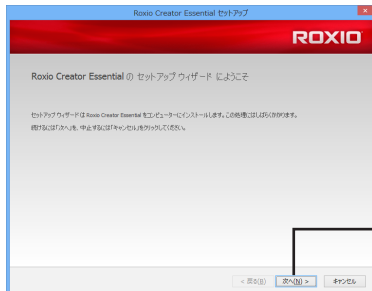 Roxio Creator Essential セットアップ
ROXIO
Roxio Creator Essential の セットアップ ウィザード にようこそ
セットアップ ウィザードは Roxio Creator Essential をコンピューターにインストールします。この処理にはしばらくかかります。
続けるには「次へ」を、中止するには「キャンセル」をクリックしてください。
< 戻る(B) 次へ(N) > キャンセル